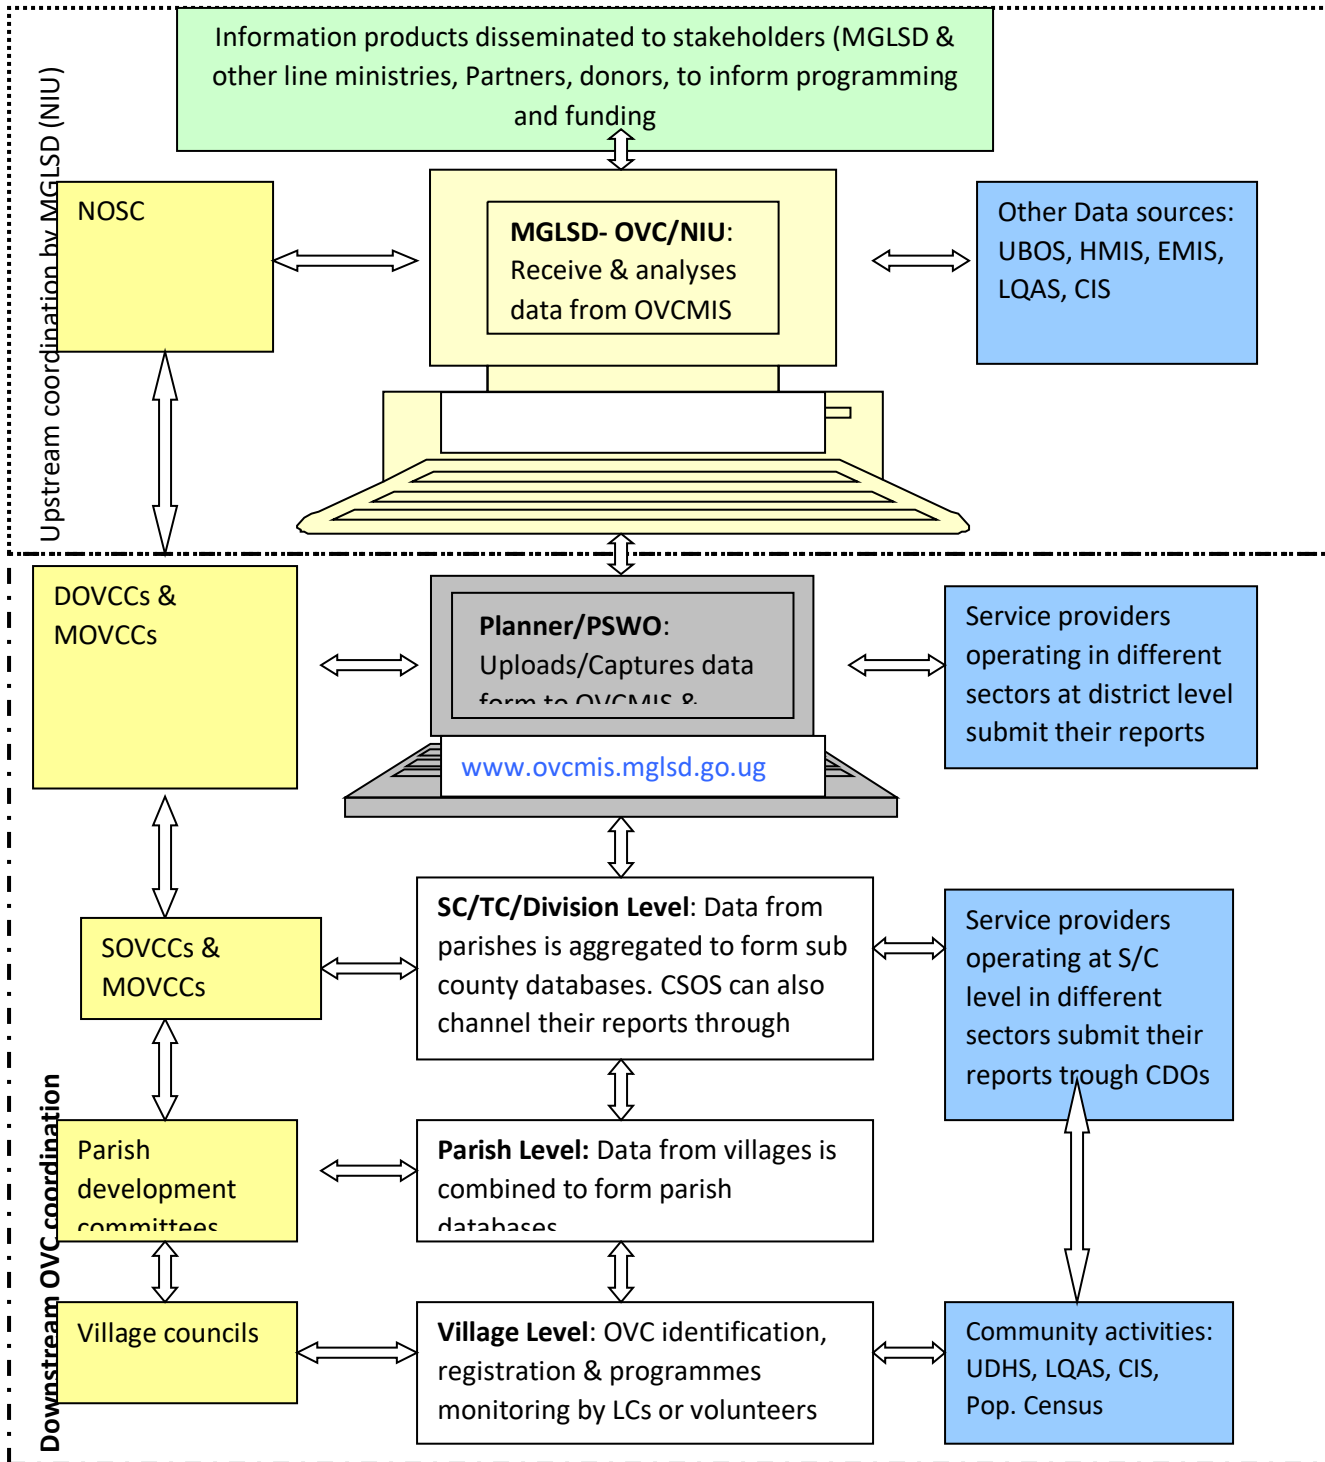 Information products disseminated to stakeholders (MGLSD &
other line ministries, Partners, donors, to inform programming
and funding
Upstream coordination by MGLSD (NIU)
NOSC
MGLSD- OVC/NIU:
Receive & analyses
data from OVCMIS
Other Data sources:
UBOS, HMIS, EMIS,
LQAS, CIS
DOVCCs &
MOVCCs
Planner/PSWO:
Uploads/Captures data
form to OVCMIS &
www.ovcmis.mglsd.go.ug
Service providers
operating in different
sectors at district level
submit their reports
SOVCCs &
MOVCCs
SC/TC/Division Level: Data from
parishes is aggregated to form sub
county databases. CSOS can also
channel their reports through
Service providers
operating at S/C
level in different
sectors submit their
reports trough CDOs
Downstream OVC coordination
Parish
development
committees
Parish Level: Data from villages is
combined to form parish
databases
Village councils
Village Level: OVC identification,
registration & programmes
monitoring by LCs or volunteers
Community activities:
UDHS, LQAS, CIS,
Pop. Census